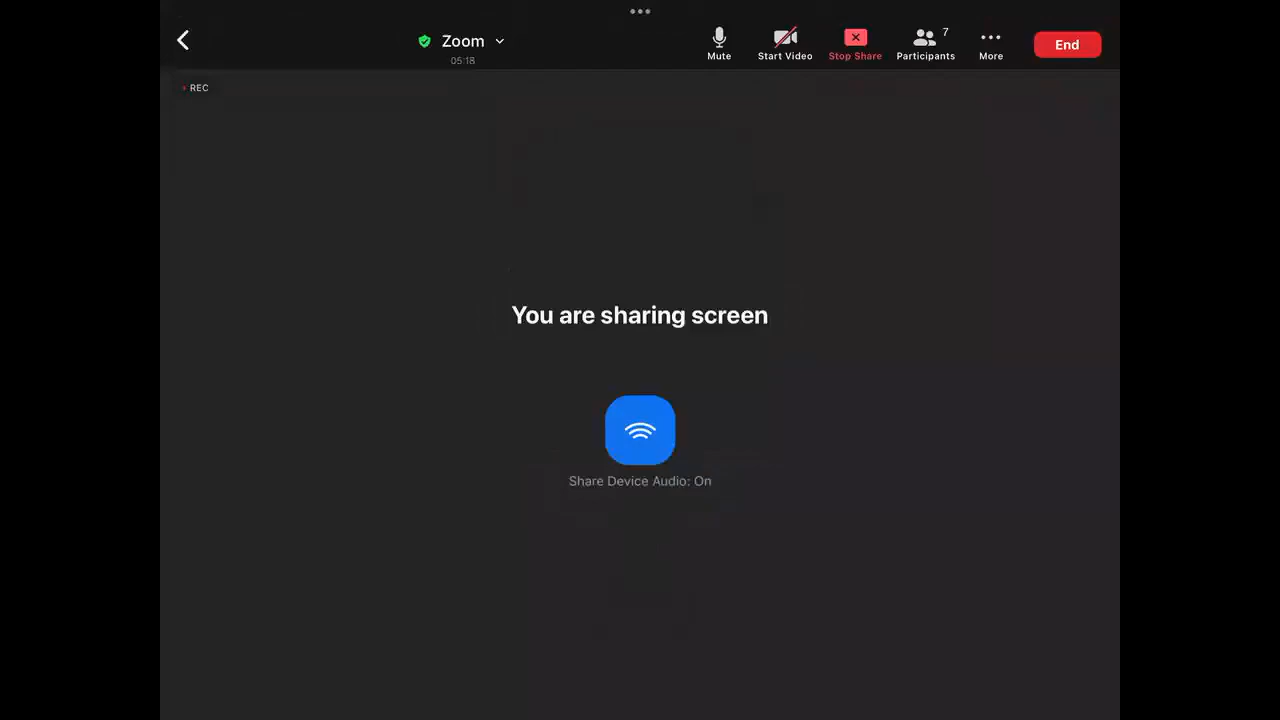 Zoom
05:18
Mute
Start Video
Stop Share
7
Participants
More
End
REC
You are sharing screen
Share Device Audio: On